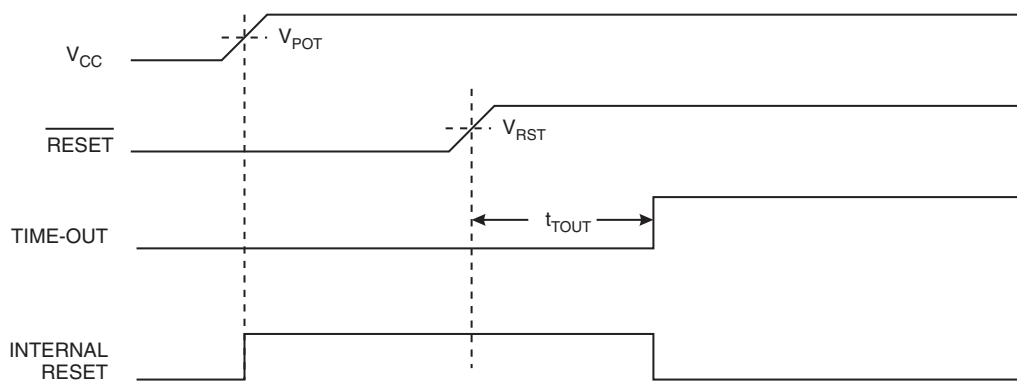 V_CC
V_POT
RESET
V_RST
TIME-OUT
t_TOUT
INTERNAL
RESET